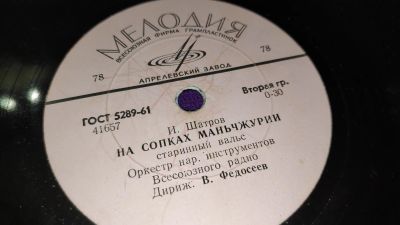 МЕЛОДИЯ
ВСЕСОЮЗНАЯ ФИРМА ГРАМПЛАСТИНОК
78 78
АПРЕЛЕВСКИЙ ЗАВОД
ГОСТ 5289-61
41657
Вторая гр.
0-30
И. Шатров
НА СОПКАХ МАНЬЧЖУРИИ
старинный вальс
Оркестр нар. инструментов
Всесоюзного радио
Дириж. В. Федосеев